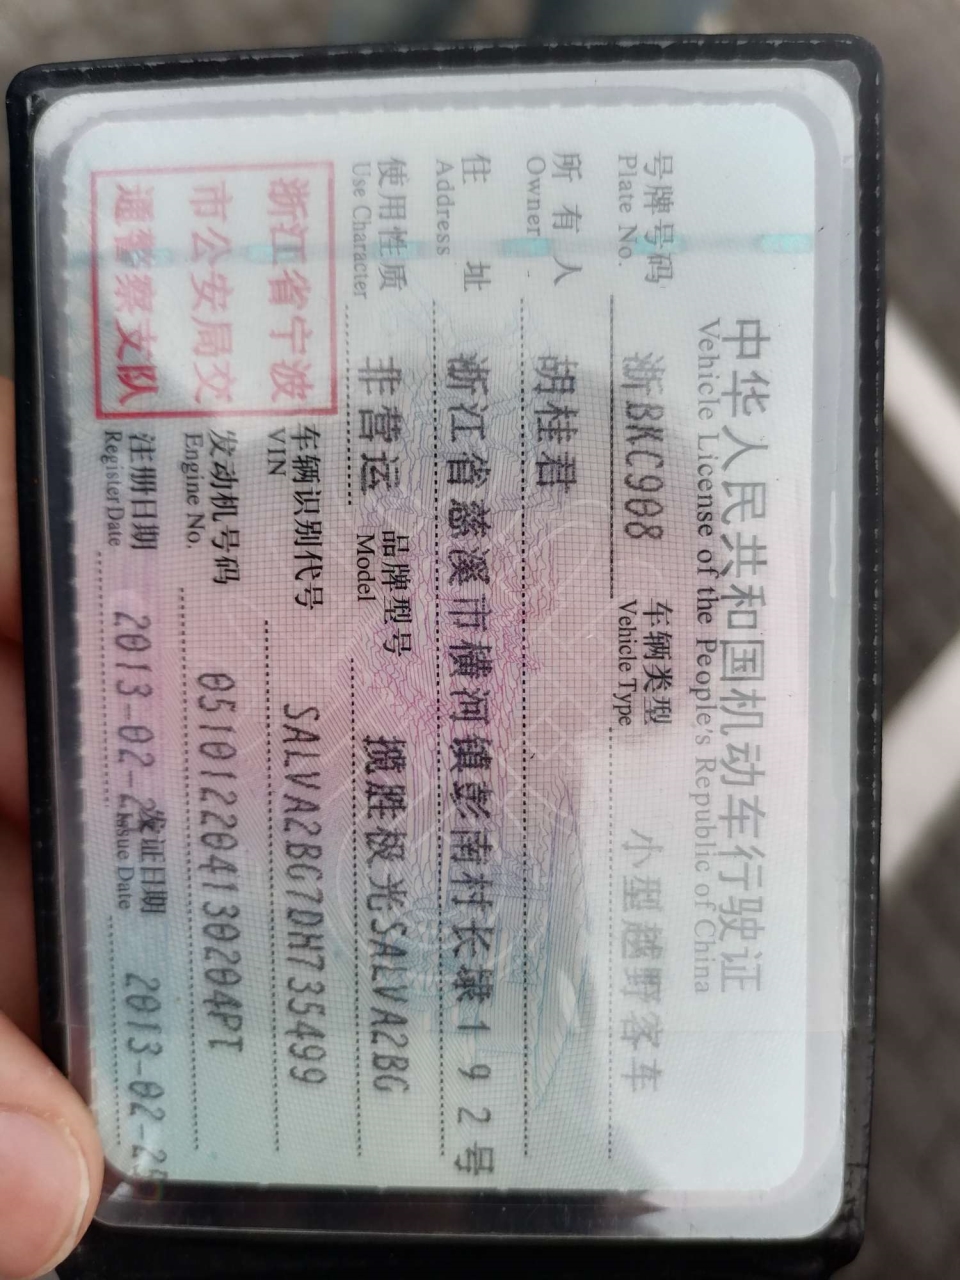 中华人民共和国机动车行驶证
Vehicle License of the People's Republic of China
号牌号码 浙BKC908 车辆类型 小型越野客车
Plate No. Vehicle Type
所有人 胡桂君
Owner
住址 浙江省慈溪市横河镇彭南村长埭192号
Address
使用性质 非营运 品牌型号 揽胜极光SALVA2BG
Use Character Model
浙江省宁波
市公安局交
通警察支队
车辆识别代号 SALVA2BG7DH735499
VIN
发动机号码 0510122041302O4PT
Engine No.
注册日期 2013-02-2 发证日期 2013-02-25
Register Date Issue Date